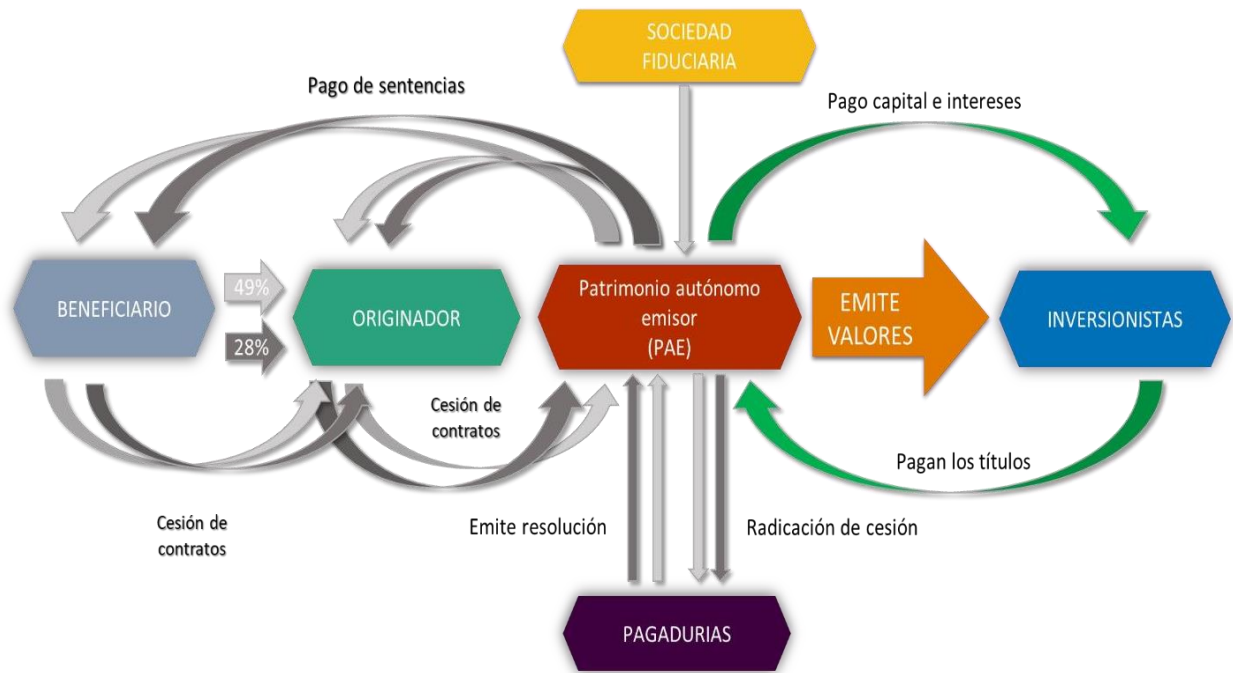 SOCIEDAD
FIDUCIARIA
Pago de sentencias
Pago capital e intereses
BENEFICIARIO
49%
28%
ORIGINADOR
Patrimonio autónomo
emisor
(PAE)
EMITE
VALORES
INVERSIONISTAS
Cesión de
contratos
Cesión de
contratos
Emite resolución
Radicación de cesión
Pagan los títulos
PAGADURIAS